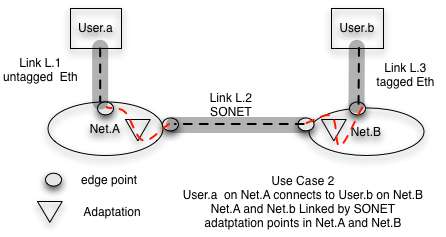 User.a
User.b
Link L.1
untagged Eth
Link L.2
SONET
Link L.3
tagged Eth
Net.A
Net.B
edge point
Adaptation
Use Case 2
User.a on Net.A connects to User.b on Net.B
Net.A and Net.b Linked by SONET
adatptation points in Net.A and Net.B